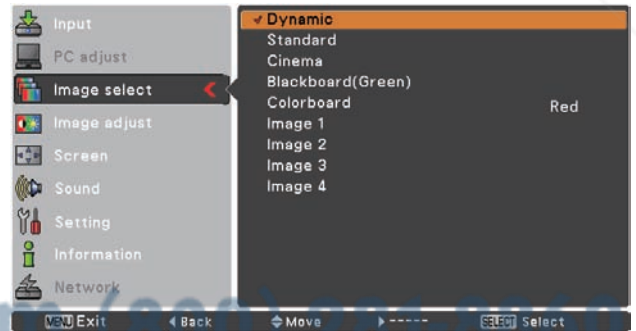 Input
PC adjust
Image select
Image adjust
Screen
Sound
Setting
Information
Network
Dynamic
Standard
Cinema
Blackboard(Green)
Colorboard Red
Image 1
Image 2
Image 3
Image 4
MENU Exit Back Move ----- SELECT Select